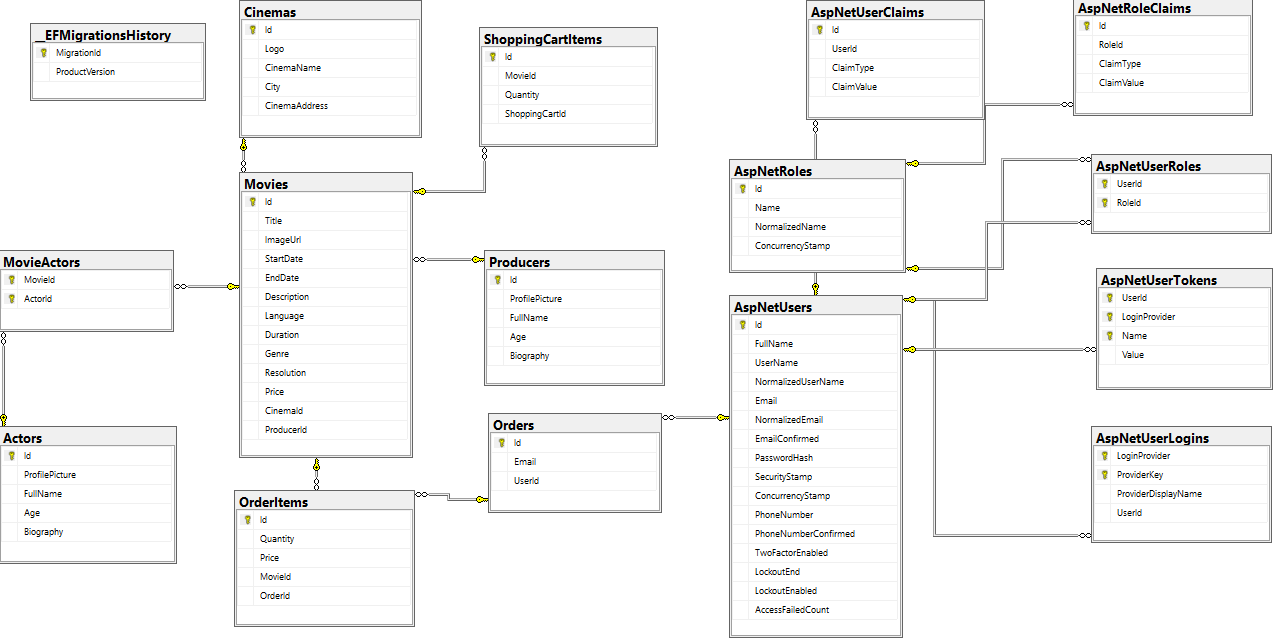 __EFMigrationsHistory
MigrationId
ProductVersion
Cinemas
Id
Logo
CinemaName
City
CinemaAddress
ShoppingCartItems
Id
MovieId
Quantity
ShoppingCartId
AspNetUserClaims
Id
UserId
ClaimType
ClaimValue
AspNetRoleClaims
Id
RoleId
ClaimType
ClaimValue
Movies
Id
Title
ImageUrl
StartDate
EndDate
Description
Language
Duration
Genre
Resolution
Price
CinemaId
ProducerId
AspNetRoles
Id
Name
NormalizedName
ConcurrencyStamp
AspNetUserRoles
UserId
RoleId
MovieActors
MovieId
ActorId
Producers
Id
ProfilePicture
FullName
Age
Biography
AspNetUsers
Id
FullName
UserName
NormalizedUserName
Email
NormalizedEmail
EmailConfirmed
PasswordHash
SecurityStamp
ConcurrencyStamp
PhoneNumber
PhoneNumberConfirmed
TwoFactorEnabled
LockoutEnd
LockoutEnabled
AccessFailedCount
AspNetUserTokens
UserId
LoginProvider
Name
Value
Actors
Id
ProfilePicture
FullName
Age
Biography
Orders
Id
Email
UserId
AspNetUserLogins
LoginProvider
ProviderKey
ProviderDisplayName
UserId
OrderItems
Id
Quantity
Price
MovieId
OrderId